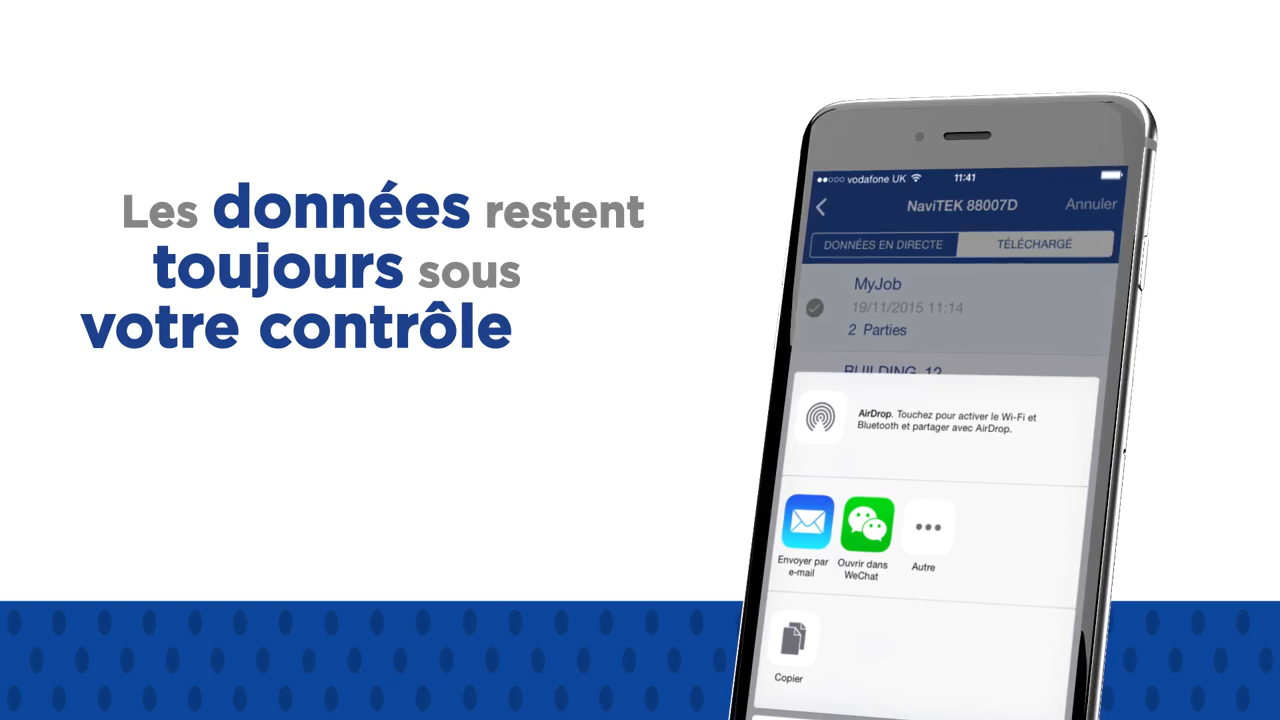 Les données restent
toujours sous
votre contrôle
vodafone UK 11:41
NaviTEK 88007D Annuler
DONNÉES EN DIRECTE TÉLÉCHARGÉ
MyJob
19/11/2015 11:14
2 Parties
BUILDING 12
AirDrop. Touchez pour activer le Wi-Fi et
Bluetooth et partager avec AirDrop.
Envoyer par
e-mail
Ouvrir dans
WeChat
Autre
Copier